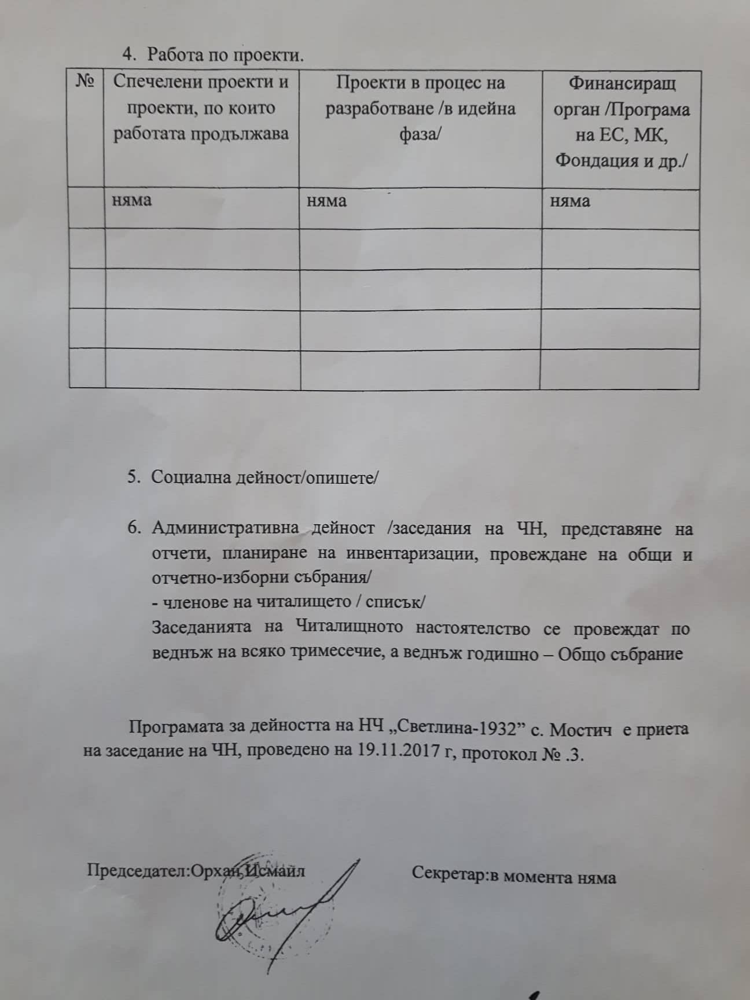 4. Работа по проекти.
№
Спечелени проекти и
проекти, по които
работата продължава
Проекти в процес на
разработване /в идейна
фаза/
Финансиращ
орган /Програма
на ЕС, МК,
Фондация и др./
няма
няма
няма
5. Социална дейност/опишете/
6. Административна дейност /заседания на ЧН, представяне на
отчети, планиране на инвентаризации, провеждане на общи и
отчетно-изборни събрания/
- членове на читалището / списък/
Заседанията на Читалищното настоятелство се провеждат по
веднъж на всяко тримесечие, а веднъж годишно – Общо събрание
Програмата за дейността на НЧ „Светлина-1932” с. Мостич е приета
на заседание на ЧН, проведено на 19.11.2017 г, протокол № .3.
Председател:Орхан Исмаил
Секретар:в момента няма